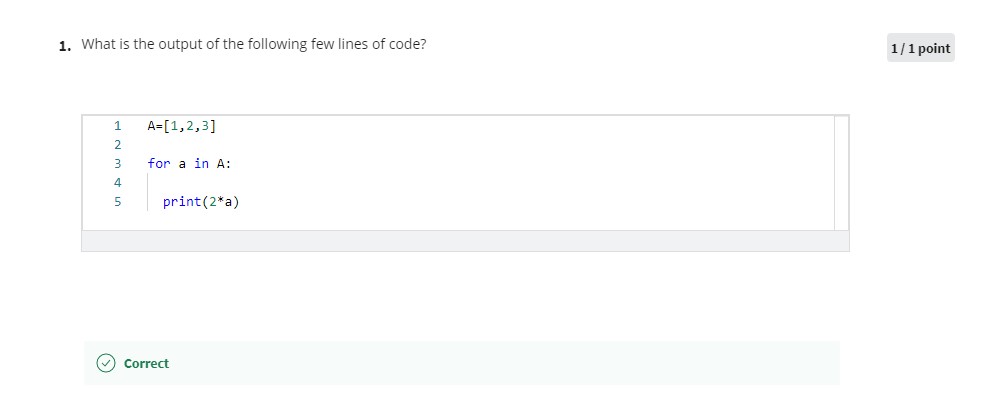 1. What is the output of the following few lines of code?
1/1 point
1 A=[1,2,3]
2
3 for a in A:
4
5 print(2*a)
Correct